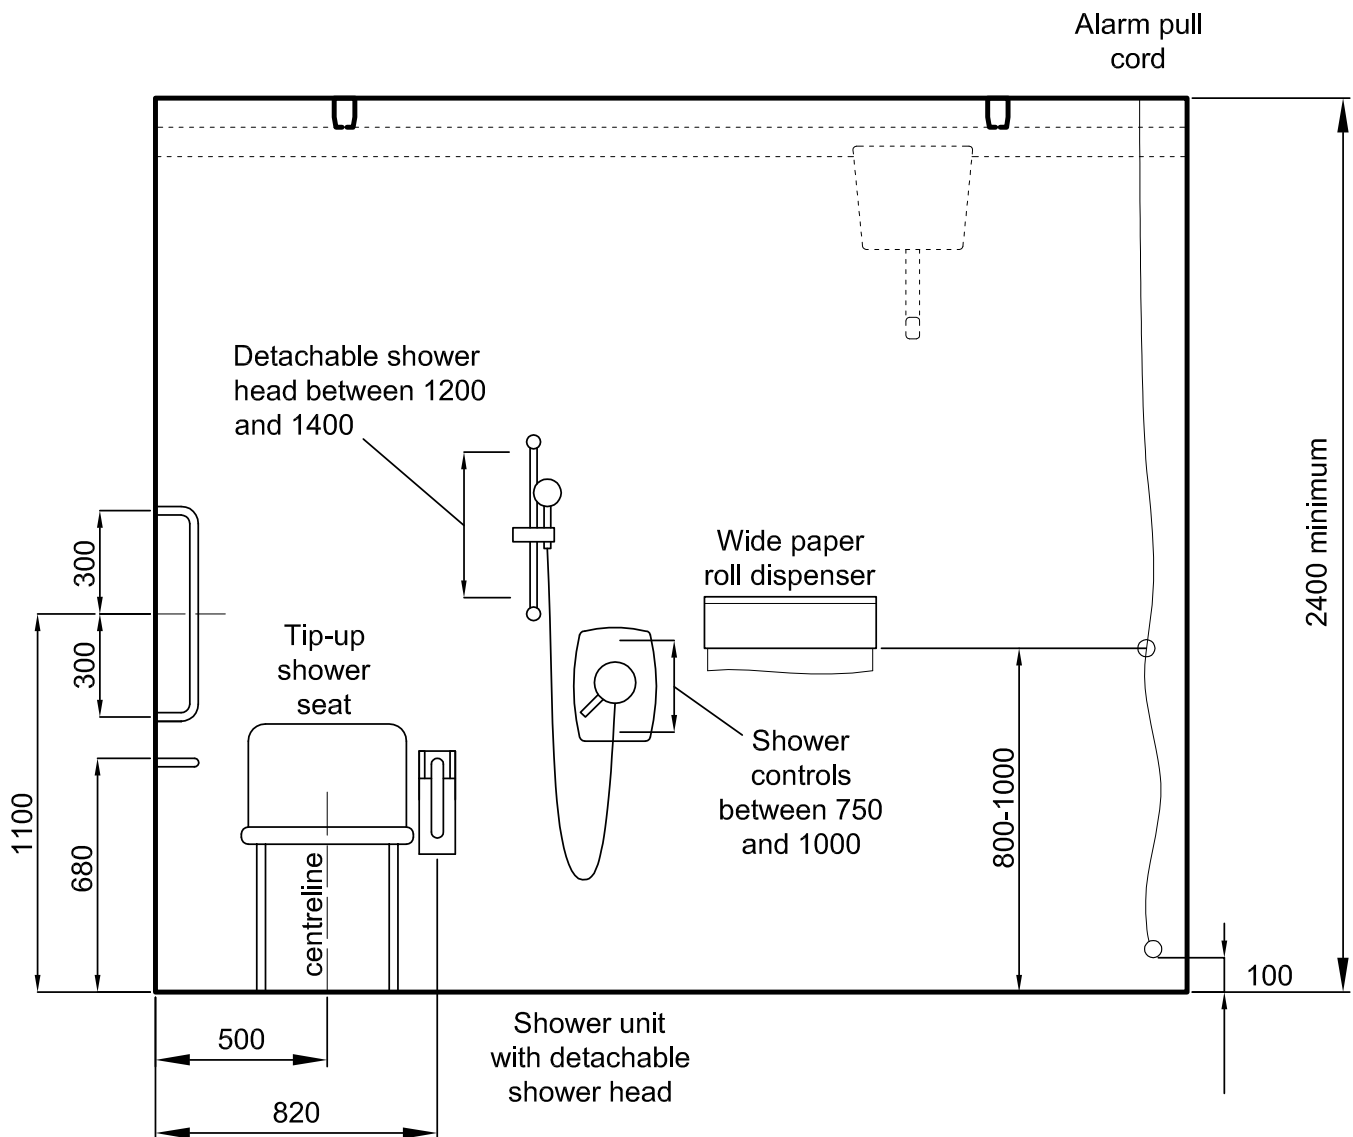 Alarm pull
cord
Detachable shower
head between 1200
and 1400
2400 minimum
300
Wide paper
roll dispenser
300
Tip-up
shower
seat
Shower
controls
between 750
and 1000
800-1000
1100
680
centreline
100
500
Shower unit
with detachable
shower head
820